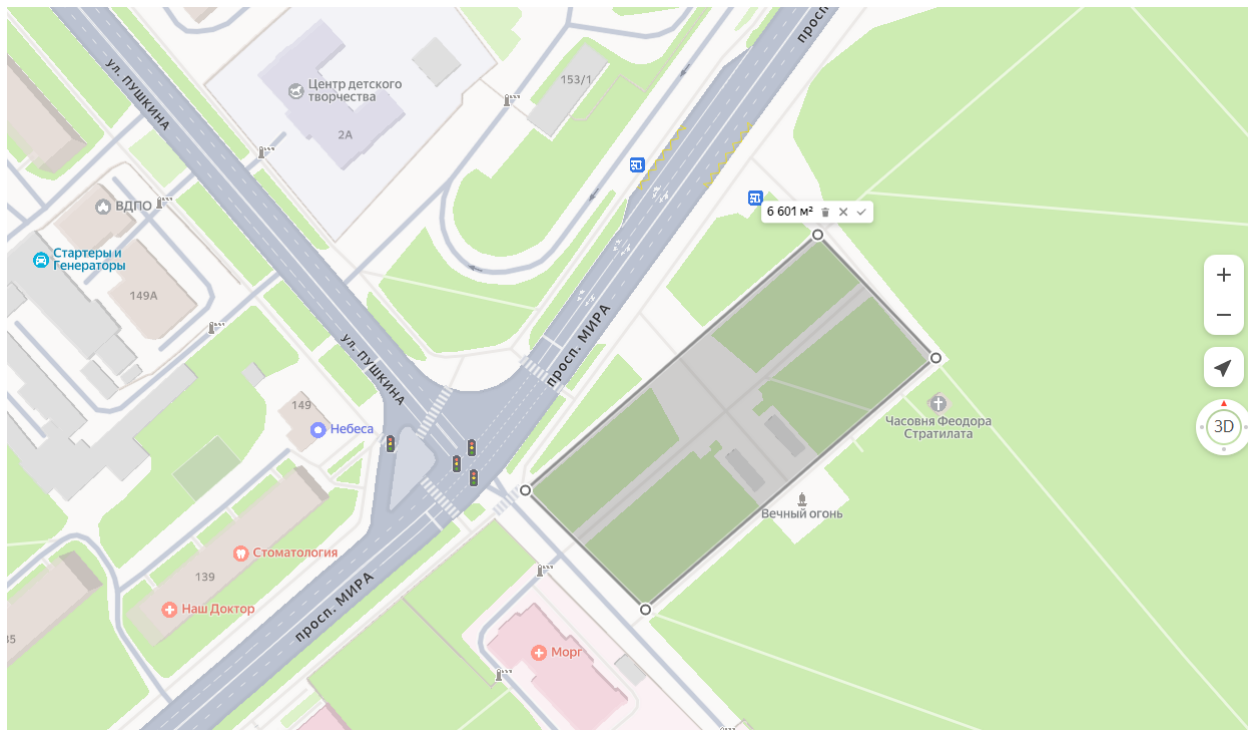 просп
ул. ПУШКИНА
Центр детского
творчества
2А
153/1
ВДПО
6 601 м²
Стартеры и
Генераторы
149А
просп. МИРА
ул. ПУШКИНА
149
Небеса
Часовня Феодора
Стратилата
3D
Вечный огонь
Стоматология
139
Наш Доктор
просп. МИРА
Морг